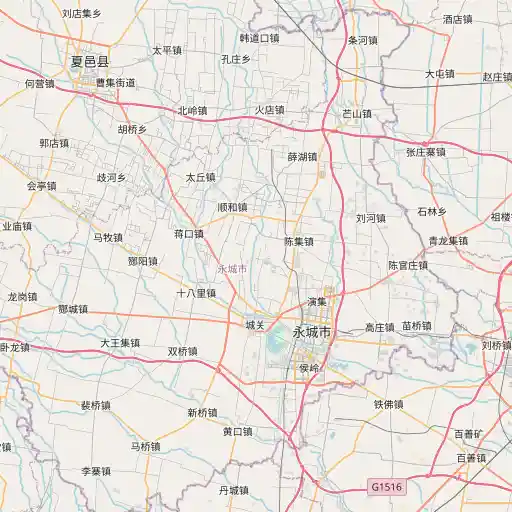 刘店集乡
太平镇
韩道口镇
孔庄乡
条河镇
酒店镇
夏邑县
曹集街道
何营镇
大屯镇
赵庄镇
北岭镇
火店镇
芒山镇
胡桥乡
郭店镇
薛湖镇
张庄寨镇
会亭镇
歧河乡
太丘镇
顺和镇
刘河镇
石林乡
祖楼
业庙镇
马牧镇
蒋口镇
陈集镇
青龙集镇
酂阳镇
永城市
陈官庄镇
龙岗镇
酂城镇
十八里镇
演集
城关
永城市
高庄镇
苗桥镇
卧龙镇
大王集镇
双桥镇
刘桥镇
侯岭
裴桥镇
新桥镇
铁佛镇
黄口镇
马桥镇
百善矿
李寨镇
百善镇
丹城镇
G1516